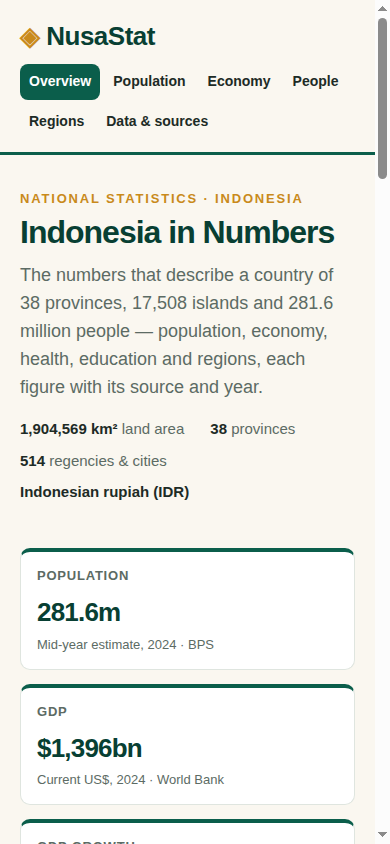 NusaStat
Overview Population Economy People
Regions Data & sources
NATIONAL STATISTICS · INDONESIA
Indonesia in Numbers
The numbers that describe a country of
38 provinces, 17,508 islands and 281.6
million people — population, economy,
health, education and regions, each
figure with its source and year.
1,904,569 km² land area 38 provinces
514 regencies & cities
Indonesian rupiah (IDR)
POPULATION
281.6m
Mid-year estimate, 2024 · BPS
GDP
$1,396bn
Current US$, 2024 · World Bank
GDP GROWTH